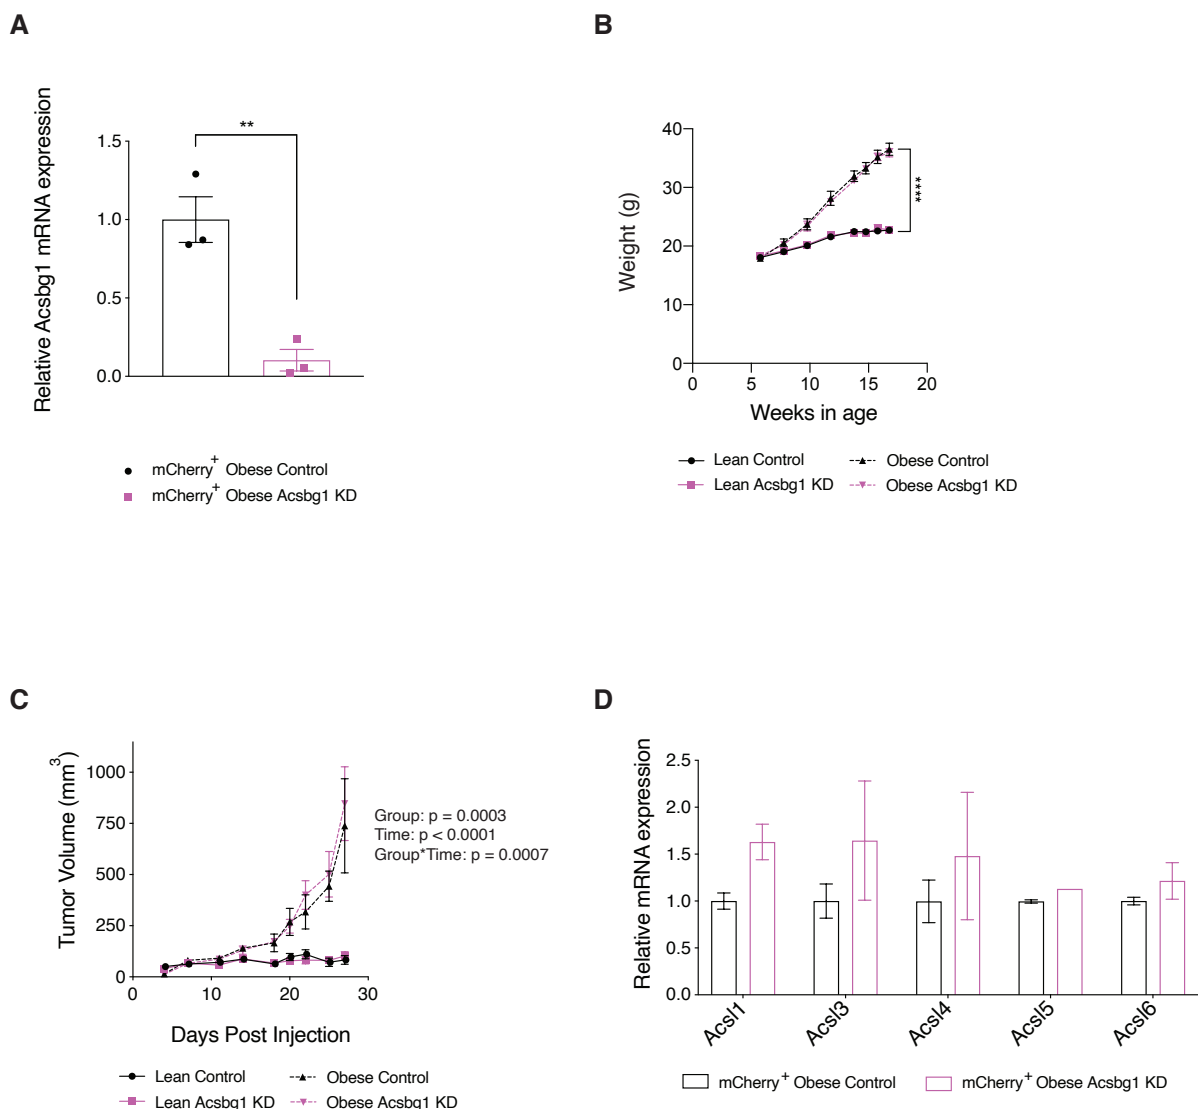 A
Relative Acsbg1 mRNA expression
1.5
1.0
0.5
0.0
**
mCherry+ Obese Control
mCherry+ Obese Acsbg1 KD
B
Weight (g)
40
30
20
10
0
0 5 10 15 20
****
Weeks in age
Lean Control
Obese Control
Lean Acsbg1 KD
Obese Acsbg1 KD
C
Tumor Volume (mm3)
1000
750
500
250
0
0 10 20 30
Group: p = 0.0003
Time: p < 0.0001
Group*Time: p = 0.0007
Days Post Injection
Lean Control
Obese Control
Lean Acsbg1 KD
Obese Acsbg1 KD
D
Relative mRNA expression
2.5
2.0
1.5
1.0
0.5
0.0
Acsl1 Acsl3 Acsl4 Acsl5 Acsl6
mCherry+ Obese Control
mCherry+ Obese Acsbg1 KD